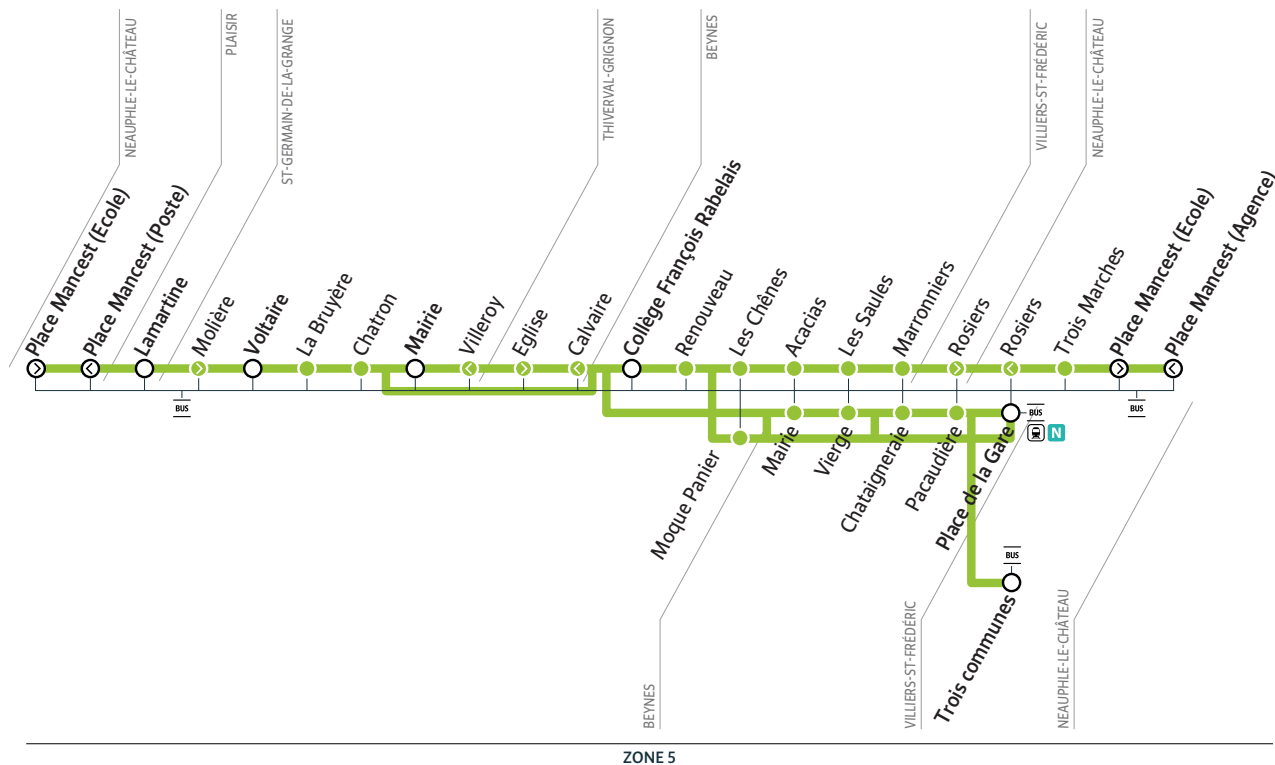 NEAUPHLE-LE-CHÂTEAU
PLAISIR
ST-GERMAIN-DE-LA-GRANGE
THIVERVAL-GRIGNON
BEYNES
VILLIERS-ST-FRÉDÉRIC
NEAUPHLE-LE-CHÂTEAU
Place Mancest (Ecole)
Place Mancest (Poste)
Lamartine
Molière
Voltaire
La Bruyère
Chatron
Mairie
Villeroy
Eglise
Calvaire
Collège François Rabelais
Renouveau
Les Chênes
Acacias
Les Saules
Marronniers
Rosiers
Rosiers
Trois Marches
Place Mancest (Ecole)
Place Mancest (Agence)
BUS
BUS
BUS
N
Moque Panier
Mairie
Vierge
Chataigneraie
Pacaudière
Place de la Gare
BUS
Trois communes
BEYNES
VILLIERS-ST-FRÉDÉRIC
NEAUPHLE-LE-CHÂTEAU
ZONE 5